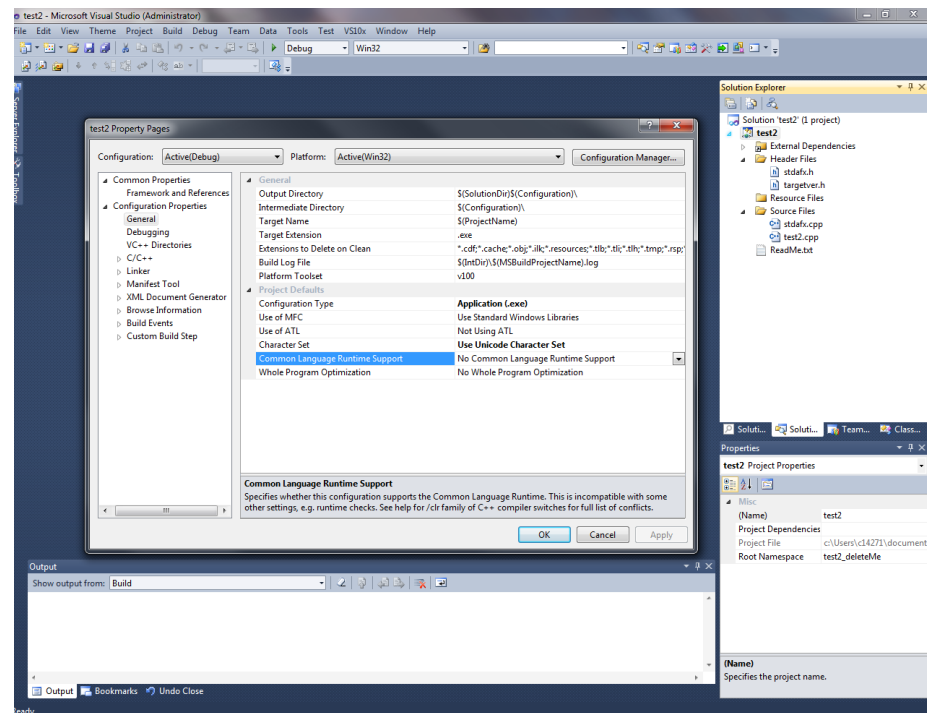 test2 - Microsoft Visual Studio (Administrator)
File Edit View Theme Project Build Debug Team Data Tools Test VS10x Window Help
Debug Win32
Server Explorer
Toolbox
test2 Property Pages
Configuration: Active(Debug) Platform: Active(Win32) Configuration Manager...
Common Properties
Framework and References
Configuration Properties
General
Debugging
VC++ Directories
C/C++
Linker
Manifest Tool
XML Document Generator
Browse Information
Build Events
Custom Build Step
General
Output Directory $(SolutionDir)$(Configuration)\
Intermediate Directory $(Configuration)\
Target Name $(ProjectName)
Target Extension .exe
Extensions to Delete on Clean *.cdf;*.cache;*.obj;*.ilk;*.resources;*.tlb;*.tli;*.tlh;*.tmp;*.rsp;
Build Log File $(IntDir)\$(MSBuildProjectName).log
Platform Toolset v100
Project Defaults
Configuration Type Application (.exe)
Use of MFC Use Standard Windows Libraries
Use of ATL Not Using ATL
Character Set Use Unicode Character Set
Common Language Runtime Support No Common Language Runtime Support
Whole Program Optimization No Whole Program Optimization
Common Language Runtime Support
Specifies whether this configuration supports the Common Language Runtime. This is incompatible with some
other settings, e.g. runtime checks. See help for /clr family of C++ compiler switches for full list of conflicts.
OK Cancel Apply
Solution Explorer
Solution 'test2' (1 project)
test2
External Dependencies
Header Files
stdafx.h
targetver.h
Resource Files
Source Files
stdafx.cpp
test2.cpp
ReadMe.txt
Soluti... Soluti... Team... Class...
Properties
test2 Project Properties
Misc
(Name) test2
Project Dependencies
Project File c:\Users\c14271\document
Root Namespace test2_deleteMe
(Name)
Specifies the project name.
Output
Show output from: Build
Output Bookmarks Undo Close
Ready